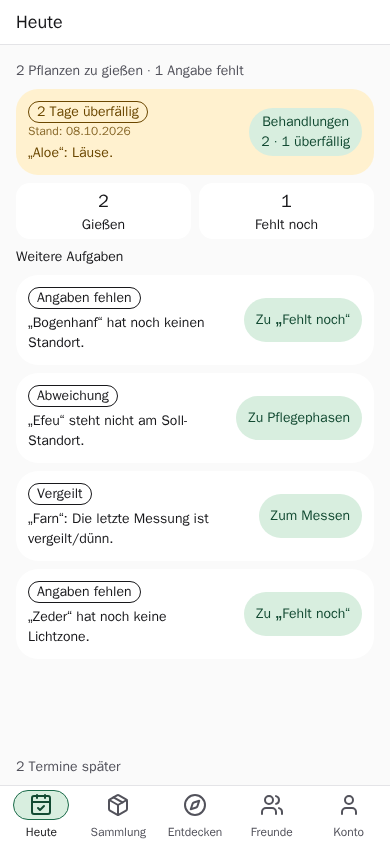 Heute
2 Pflanzen zu gießen · 1 Angabe fehlt
2 Tage überfällig
Stand: 08.10.2026
„Aloe“: Läuse.
Behandlungen
2 · 1 überfällig
2
Gießen
1
Fehlt noch
Weitere Aufgaben
Angaben fehlen
„Bogenhanf“ hat noch keinen
Standort.
Zu „Fehlt noch“
Abweichung
„Efeu“ steht nicht am Soll-
Standort.
Zu Pflegephasen
Vergeilt
„Farn“: Die letzte Messung ist
vergeilt/dünn.
Zum Messen
Angaben fehlen
„Zeder“ hat noch keine
Lichtzone.
Zu „Fehlt noch“
2 Termine später
Heute
Sammlung
Entdecken
Freunde
Konto